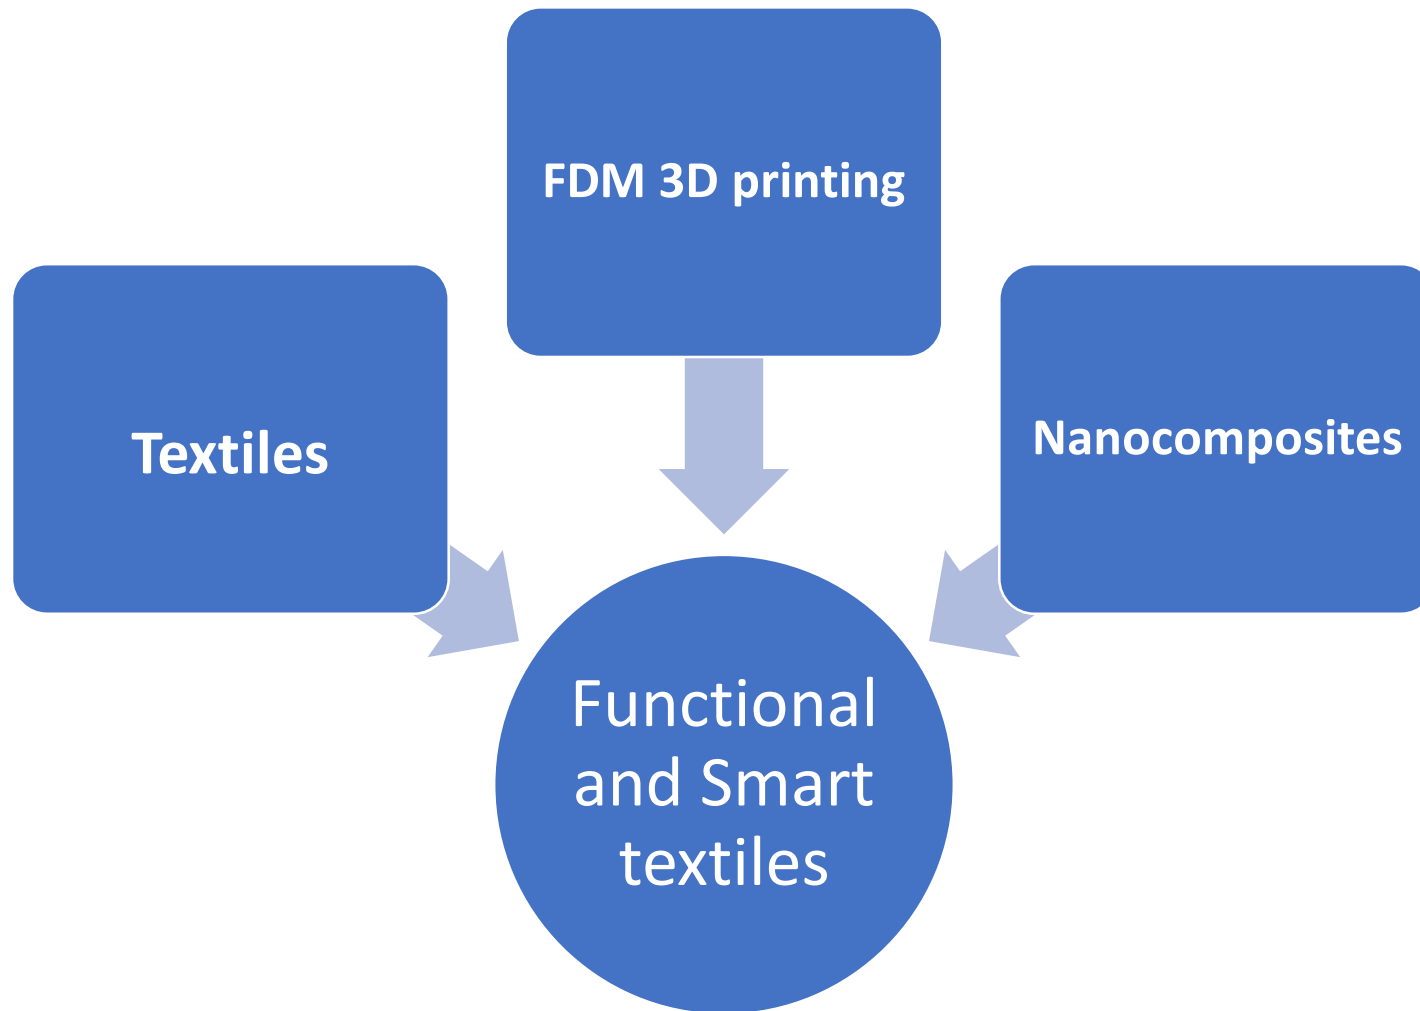 FDM 3D printing
Textiles
Nanocomposites
Functional
and Smart
textiles